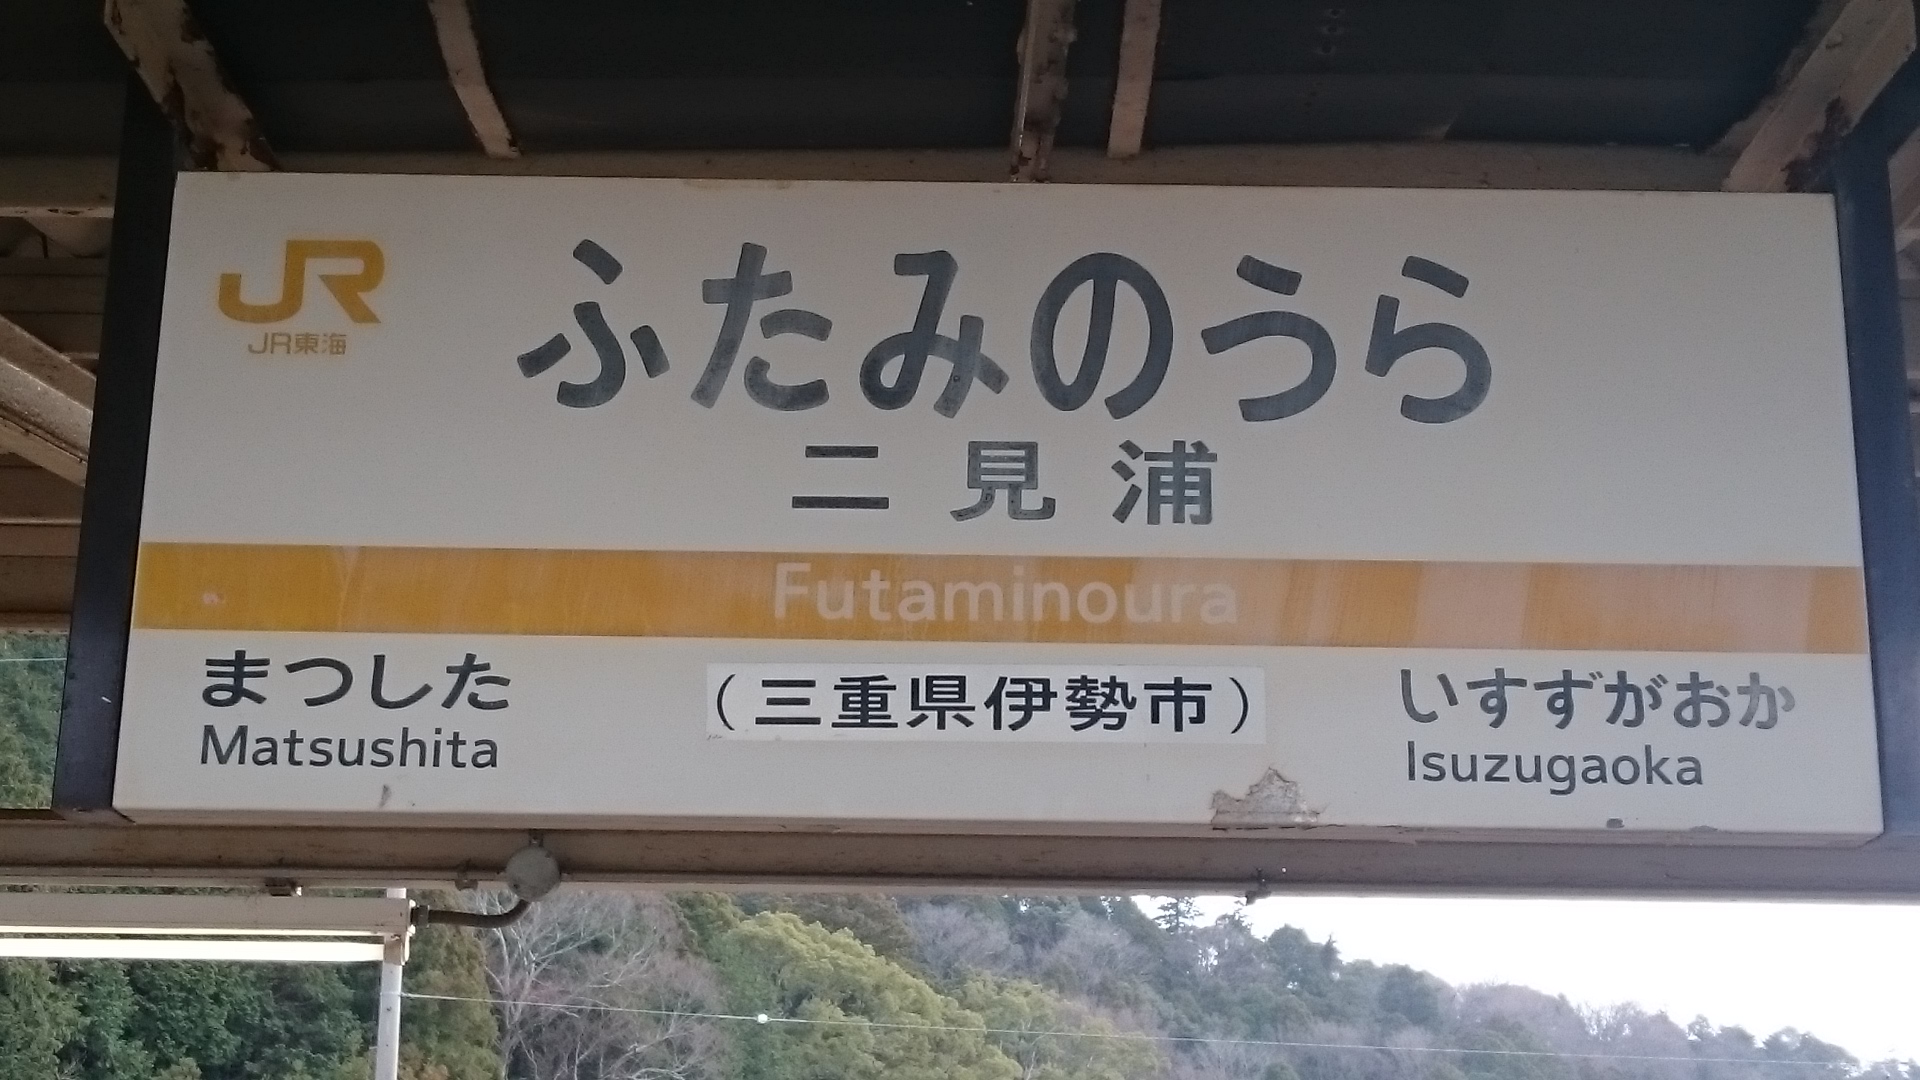 JR
JR東海
ふたみのうら
二見浦
Futaminoura
まつした
Matsushita
（三重県伊勢市）
いすずがおか
Isuzugaoka